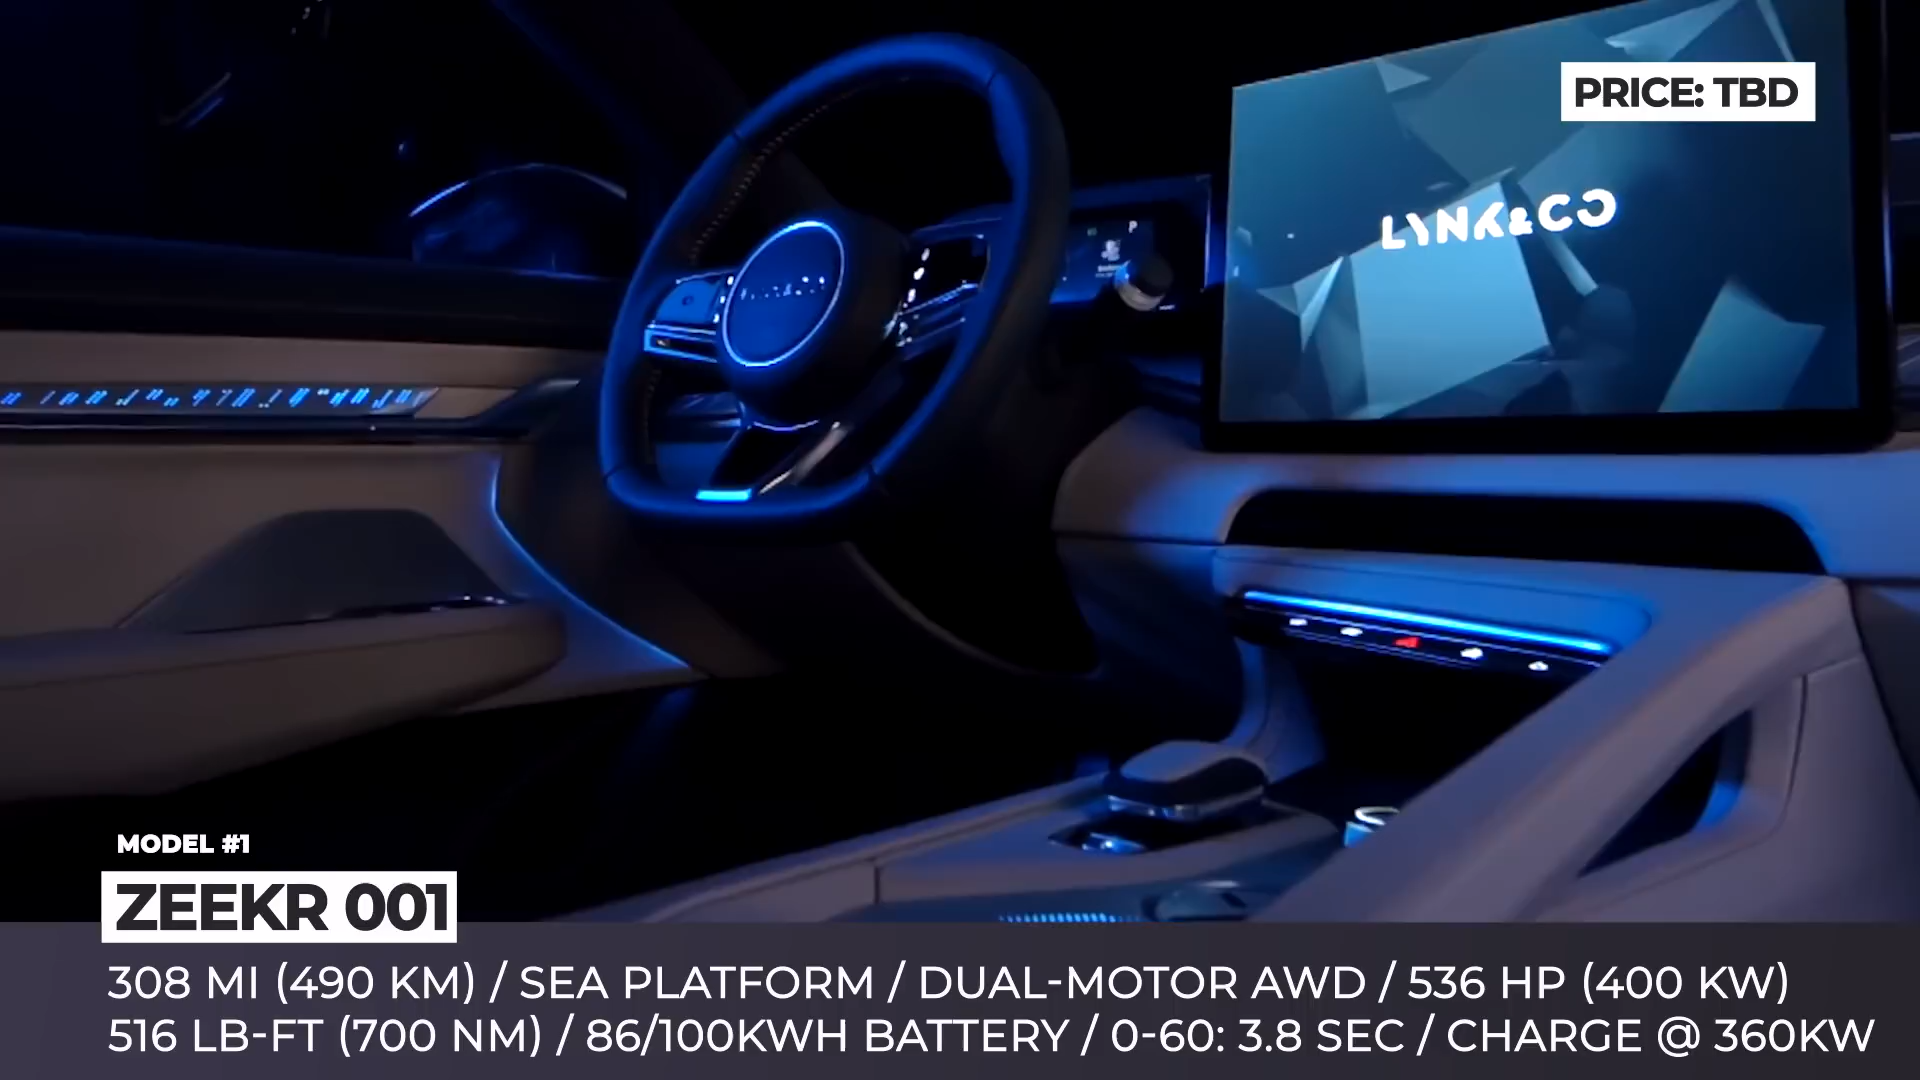 PRICE: TBD
LYNK&CO
P
MODEL #1
ZEEKR 001
308 MI (490 KM) / SEA PLATFORM / DUAL-MOTOR AWD / 536 HP (400 KW)
516 LB-FT (700 NM) / 86/100KWH BATTERY / 0-60: 3.8 SEC / CHARGE @ 360KW